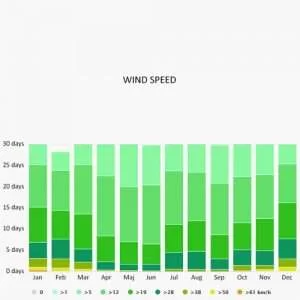 WIND SPEED
30 days
25 days
20 days
15 days
10 days
5 days
0 days
Jan Feb Mar Apr May Jun Jul Aug Sep Oct Nov Dec
0 >1 >5 >12 >19 >28 >38 >50 >61 km/h